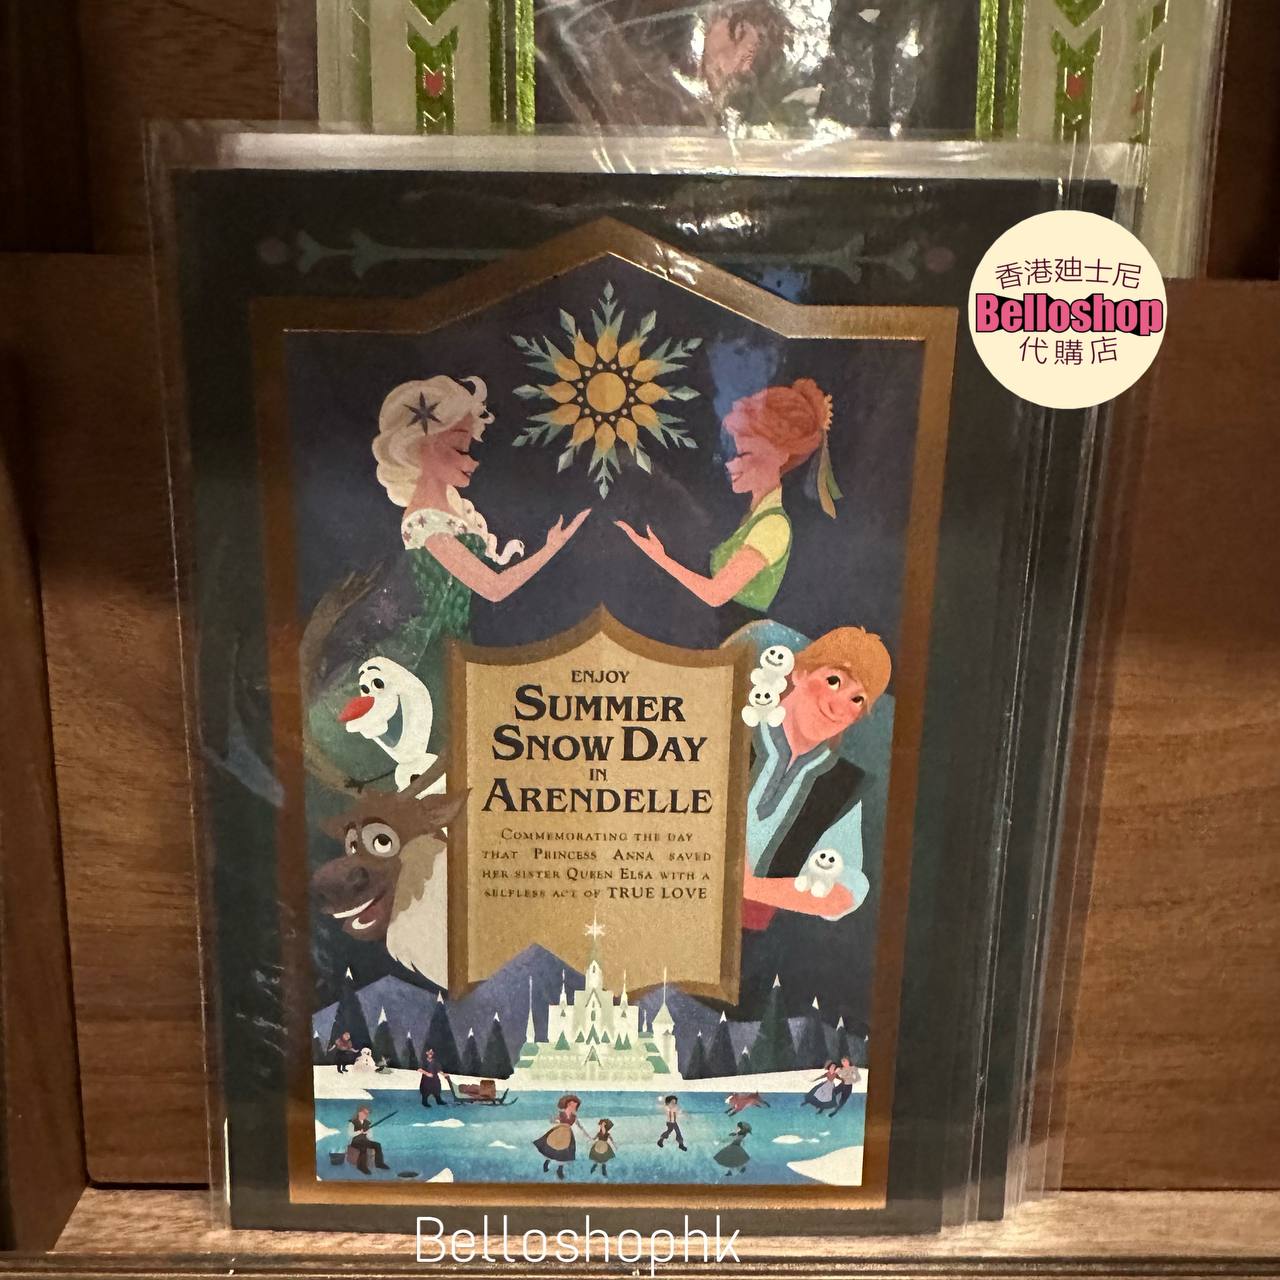 香港廸士尼
Belloshop
代購店
ENJOY
SUMMER
SNOW DAY
IN
ARENDELLE
COMMEMORATING THE DAY
THAT PRINCESS ANNA SAVED
HER SISTER QUEEN ELSA WITH A
SELFLESS ACT OF TRUE LOVE
Belloshophk